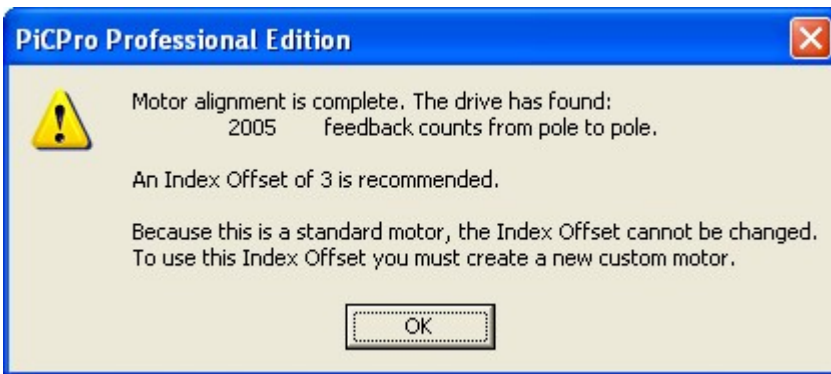 PiCPro Professional Edition
Motor alignment is complete. The drive has found:
2005 feedback counts from pole to pole.
An Index Offset of 3 is recommended.
Because this is a standard motor, the Index Offset cannot be changed.
To use this Index Offset you must create a new custom motor.
OK